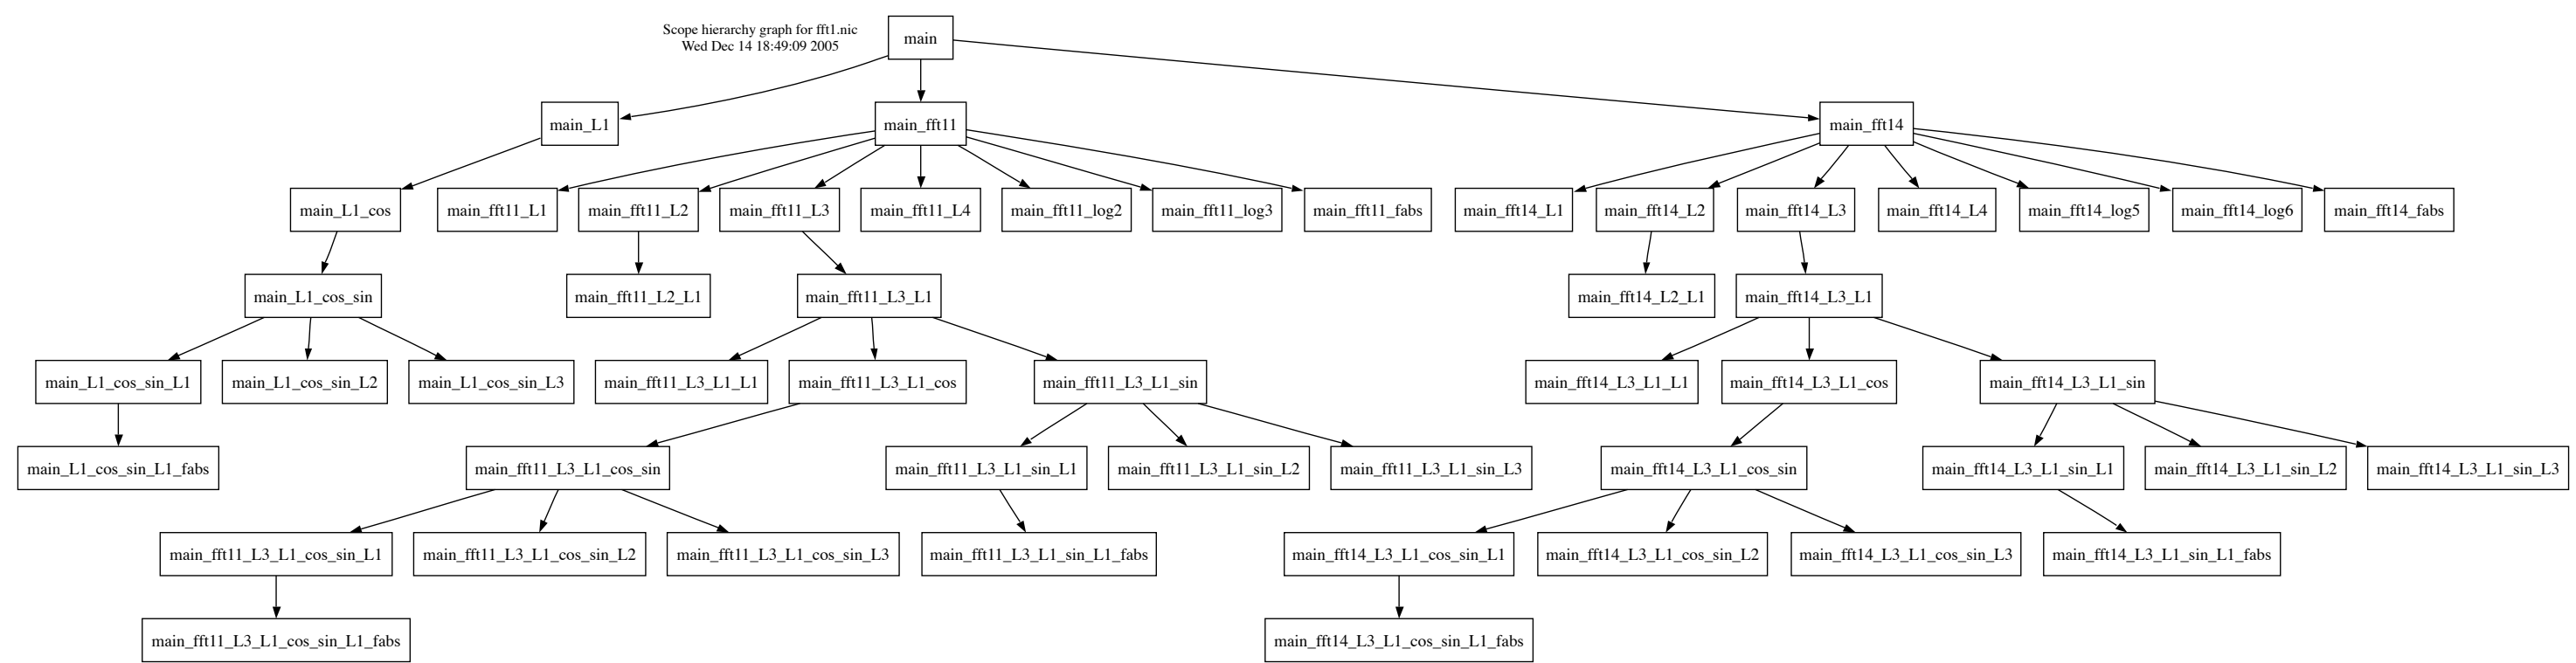 Scope hierarchy graph for fft1.nic
Wed Dec 14 18:49:09 2005
main
main_L1
main_fft11
main_fft14
main_L1_cos
main_fft11_L1
main_fft11_L2
main_fft11_L3
main_fft11_L4
main_fft11_log2
main_fft11_log3
main_fft11_fabs
main_fft14_L1
main_fft14_L2
main_fft14_L3
main_fft14_L4
main_fft14_log5
main_fft14_log6
main_fft14_fabs
main_L1_cos_sin
main_fft11_L2_L1
main_fft11_L3_L1
main_fft14_L2_L1
main_fft14_L3_L1
main_L1_cos_sin_L1
main_L1_cos_sin_L2
main_L1_cos_sin_L3
main_fft11_L3_L1_L1
main_fft11_L3_L1_cos
main_fft11_L3_L1_sin
main_fft14_L3_L1_L1
main_fft14_L3_L1_cos
main_fft14_L3_L1_sin
main_L1_cos_sin_L1_fabs
main_fft11_L3_L1_cos_sin
main_fft11_L3_L1_sin_L1
main_fft11_L3_L1_sin_L2
main_fft11_L3_L1_sin_L3
main_fft14_L3_L1_cos_sin
main_fft14_L3_L1_sin_L1
main_fft14_L3_L1_sin_L2
main_fft14_L3_L1_sin_L3
main_fft11_L3_L1_cos_sin_L1
main_fft11_L3_L1_cos_sin_L2
main_fft11_L3_L1_cos_sin_L3
main_fft11_L3_L1_sin_L1_fabs
main_fft14_L3_L1_cos_sin_L1
main_fft14_L3_L1_cos_sin_L2
main_fft14_L3_L1_cos_sin_L3
main_fft14_L3_L1_sin_L1_fabs
main_fft11_L3_L1_cos_sin_L1_fabs
main_fft14_L3_L1_cos_sin_L1_fabs